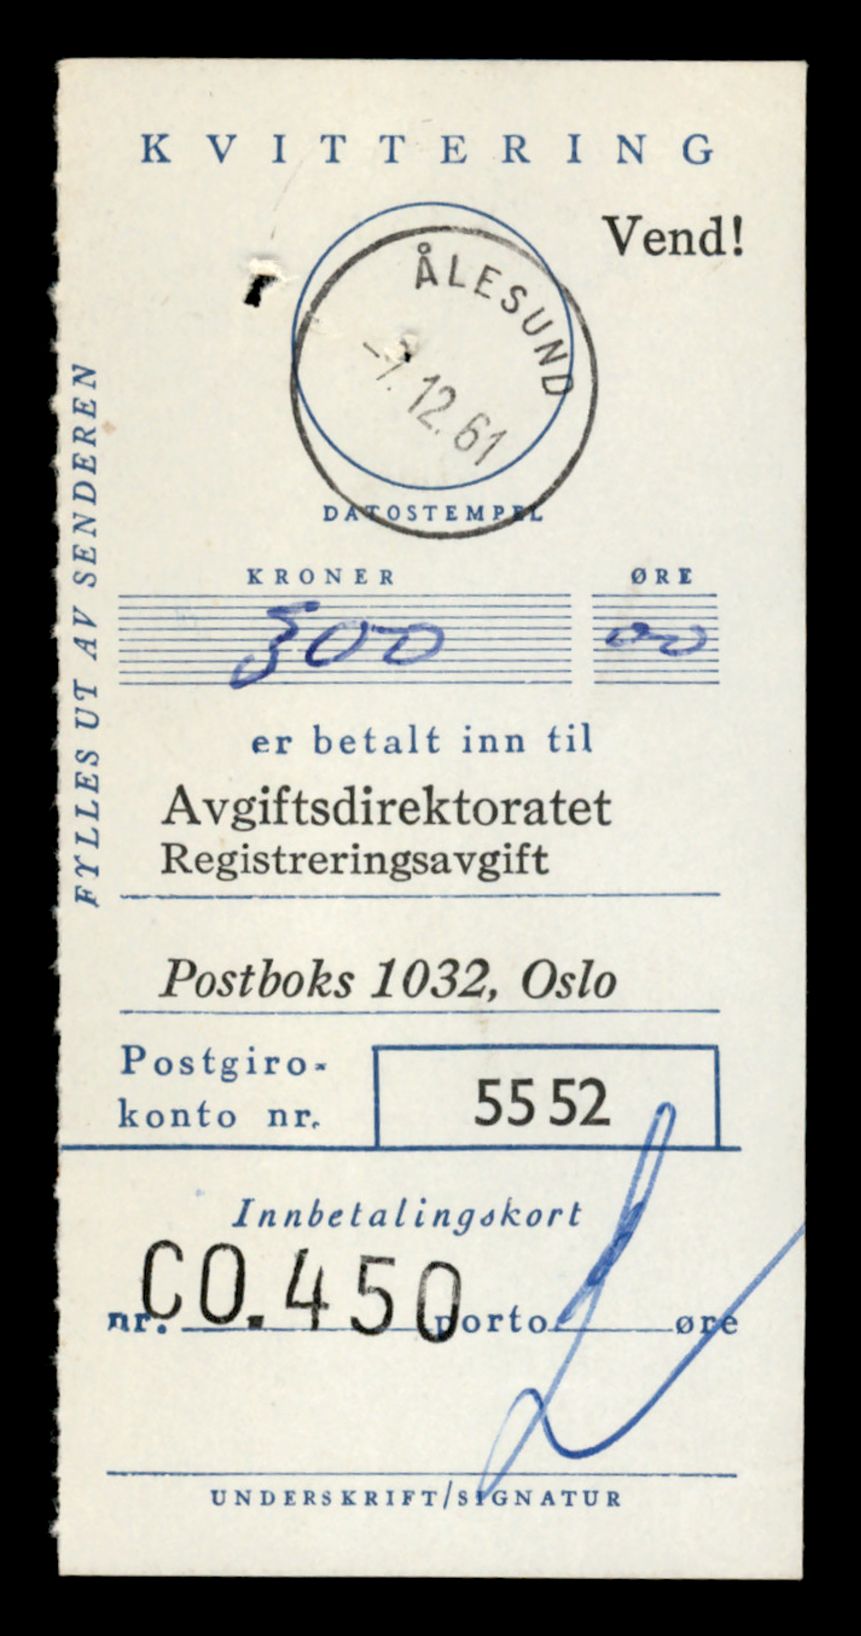 KVITTERING
Vend!
ÅLESUND
-7.12.61
DATOSTEMPEL
FYLLES UT AV SENDEREN
KRONER ØRE
300 00
er betalt inn til
Avgiftsdirektoratet
Registreringsavgift
Postboks 1032, Oslo
Postgiro-
konto nr.
5552
Innbetalingskort
nr. CO.450 porto øre
UNDERSKRIFT/SIGNATUR